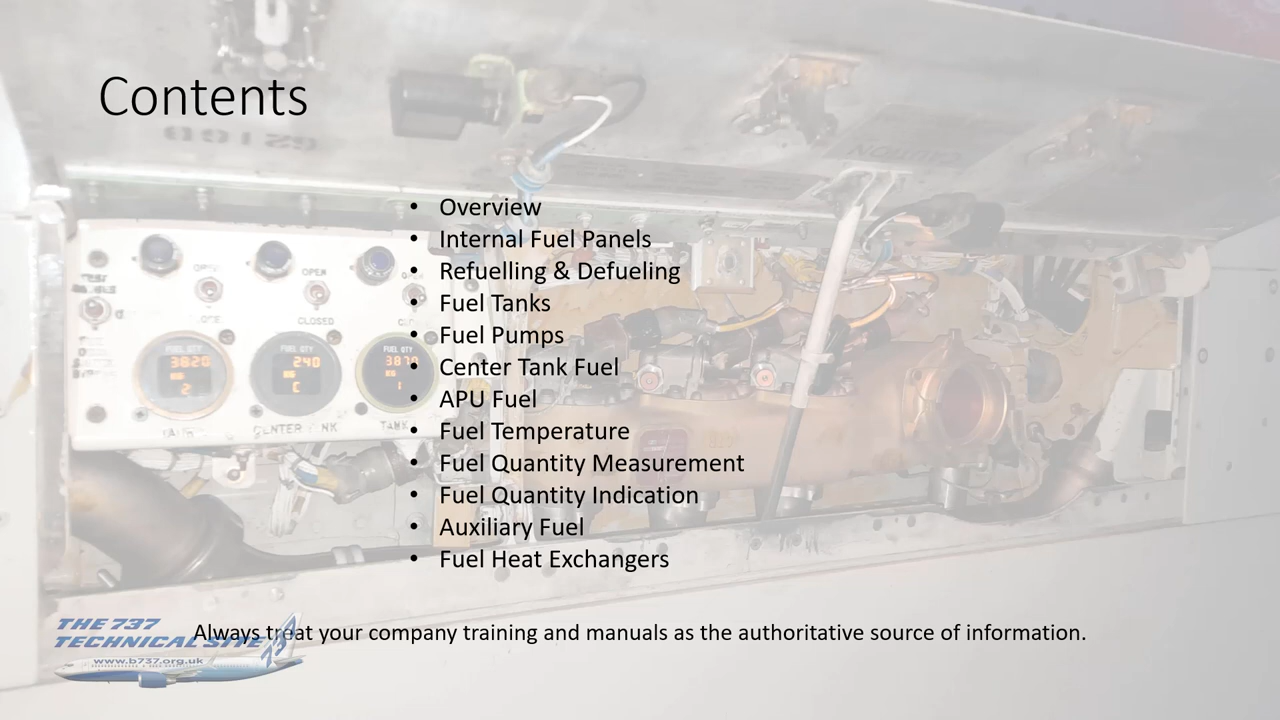 Contents
• Overview
• Internal Fuel Panels
• Refuelling & Defueling
• Fuel Tanks
• Fuel Pumps
• Center Tank Fuel
• APU Fuel
• Fuel Temperature
• Fuel Quantity Measurement
• Fuel Quantity Indication
• Auxiliary Fuel
• Fuel Heat Exchangers
OPEN
CLOSED
FUEL QTY
3820
2
FUEL QTY
240
C
FUEL QTY
1
CENTER
TANK
CAUTION
THE 737
TECHNICAL SITE
www.b737.org.uk
Always treat your company training and manuals as the authoritative source of information.